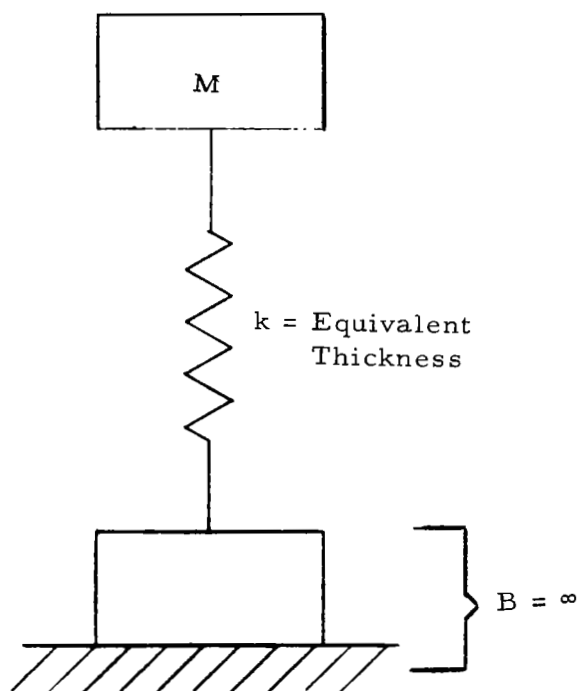 M
k = Equivalent
Thickness
B = ∞